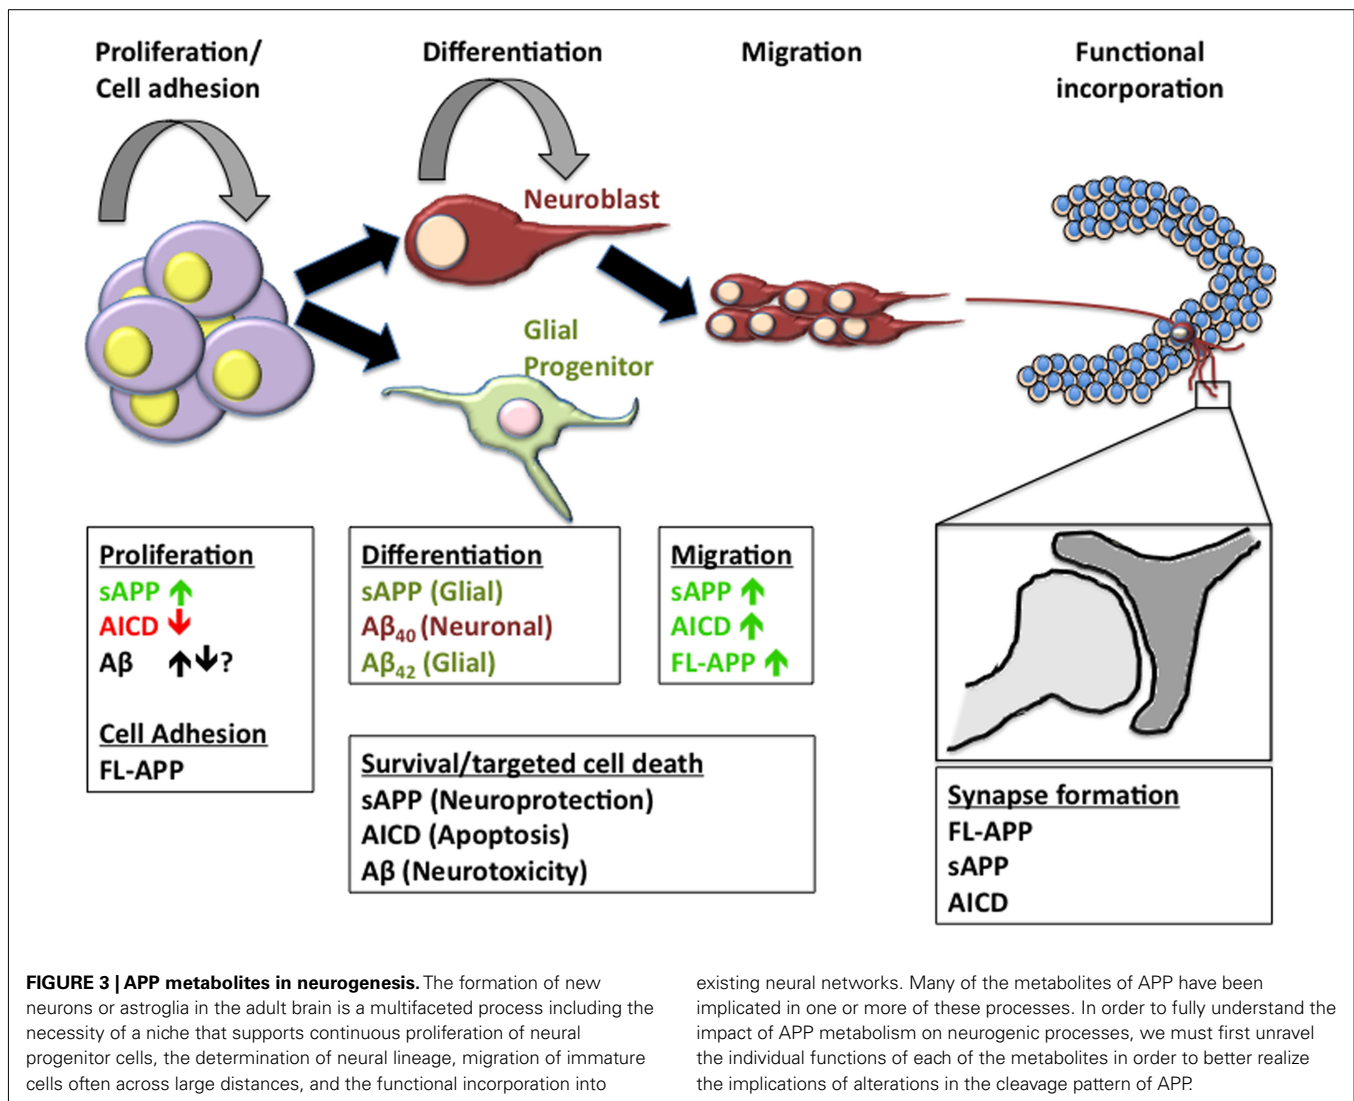 Proliferation/
Cell adhesion
Differentiation
Migration
Functional
incorporation
Neuroblast
Glial
Progenitor
Proliferation
sAPP ↑
AICD ↓
Aβ ↑↓?
Cell Adhesion
FL-APP
Differentiation
sAPP (Glial)
Aβ40 (Neuronal)
Aβ42 (Glial)
Migration
sAPP ↑
AICD ↑
FL-APP ↑
Survival/targeted cell death
sAPP (Neuroprotection)
AICD (Apoptosis)
Aβ (Neurotoxicity)
Synapse formation
FL-APP
sAPP
AICD
FIGURE 3 | APP metabolites in neurogenesis. The formation of new
neurons or astroglia in the adult brain is a multifaceted process including the
necessity of a niche that supports continuous proliferation of neural
progenitor cells, the determination of neural lineage, migration of immature
cells often across large distances, and the functional incorporation into
existing neural networks. Many of the metabolites of APP have been
implicated in one or more of these processes. In order to fully understand the
impact of APP metabolism on neurogenic processes, we must first unravel
the individual functions of each of the metabolites in order to better realize
the implications of alterations in the cleavage pattern of APP.